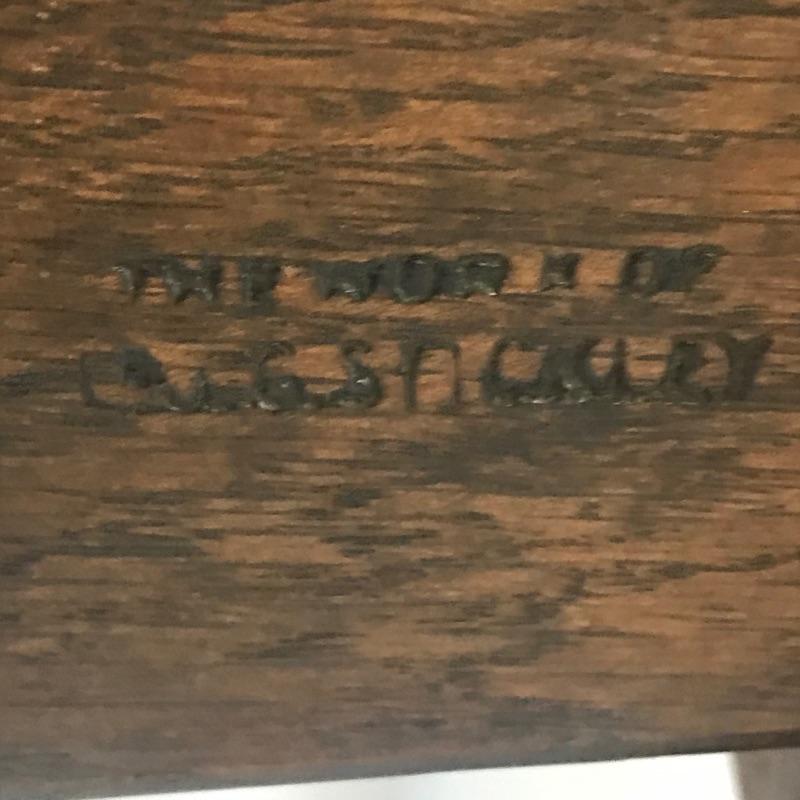 THE WORK OF
L. & J. G. STICKLEY